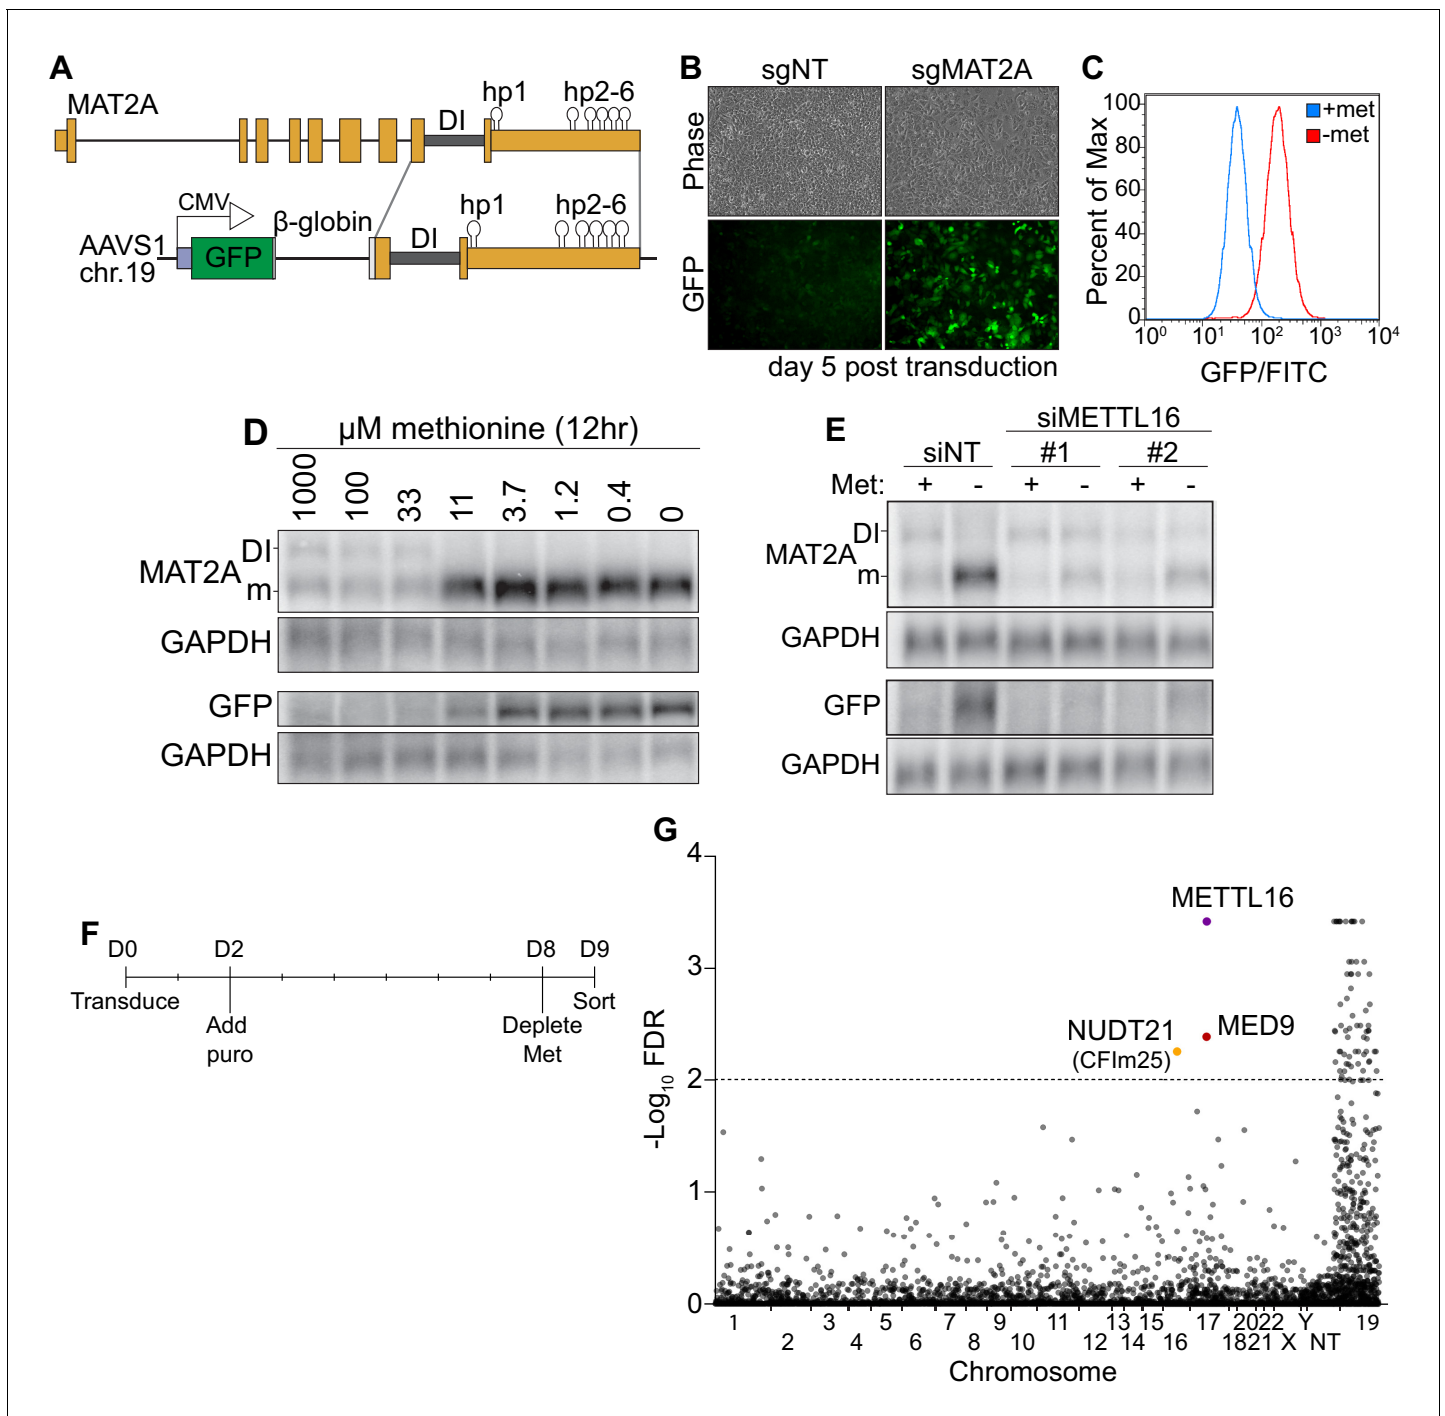 A
MAT2A
DI
hp1
hp2-6
CMV
β-globin
hp1
hp2-6
DI
AAVS1
chr.19
GFP
B
sgNT
sgMAT2A
Phase
GFP
day 5 post transduction
C
+met
-met
Percent of Max
100
80
60
40
20
0
10⁰
10¹
10²
10³
10⁴
GFP/FITC
D
µM methionine (12hr)
1000
100
33
11
3.7
1.2
0.4
0
MAT2A
DI
m
GAPDH
GFP
GAPDH
E
siMETTL16
siNT
#1
#2
Met:
+
-
+
-
+
-
MAT2A
DI
m
GAPDH
GFP
GAPDH
F
D0
D2
D8
D9
Transduce
Add
puro
Deplete
Met
Sort
G
-Log₁₀ FDR
4
3
2
1
0
METTL16
NUDT21
(CFIm25)
MED9
1
2
3
4
5
6
7
8
9
10
11
12
13
14
15
16
17
18
20
21
22
X
Y
NT
19
Chromosome